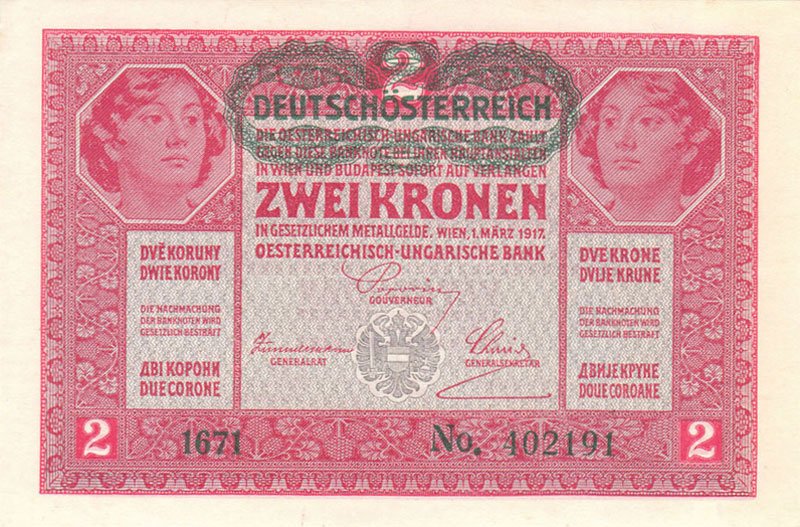 2
DEUTSCHÖSTERREICH
DIE OESTERREICHISCH-UNGARISCHE BANK ZAHLT
GEGEN DIESE BANKNOTE BEI IHREN HAUPTANSTALTEN
IN WIEN UND BUDAPEST SOFORT AUF VERLANGEN
ZWEI KRONEN
IN GESETZLICHEM METALLGELDE. WIEN, 1. MÄRZ 1917.
OESTERREICHISCH-UNGARISCHE BANK
GOUVERNEUR
GENERALRAT
GENERALSEKRETÄR
DVĚ KORUNY
DWIE KORONY
DIE NACHMACHUNG
DER BANKNOTEN WIRD
GESETZLICH BESTRAFT
ДВІ КОРОНИ
DUE CORONE
DVE KRONE
DVIJE KRUNE
DIE NACHMACHUNG
DER BANKNOTEN WIRD
GESETZLICH BESTRAFT
ДВИЈЕ КРУНЕ
DOUE COROANE
2
1671
No. 402191
2